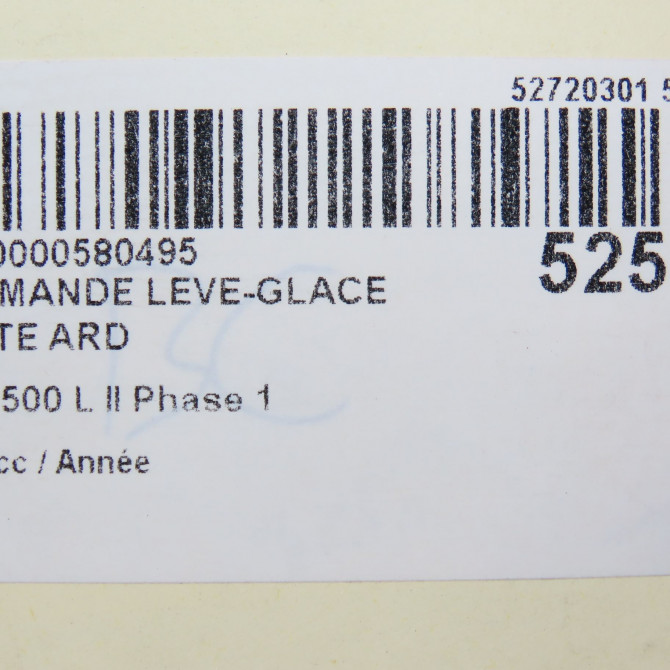 52720301 5
0000580495
525
MANDE LEVE-GLACE
TE ARD
500 L II Phase 1
cc / Année